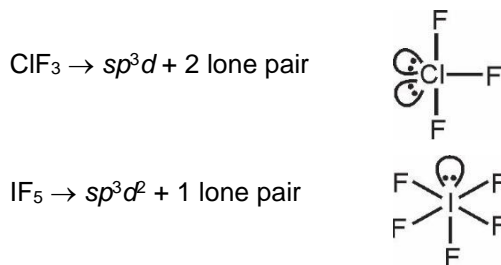 F
ClF₃ → sp³d + 2 lone pair
Cl F
F
IF₅ → sp³d² + 1 lone pair
F F
I
F F
F